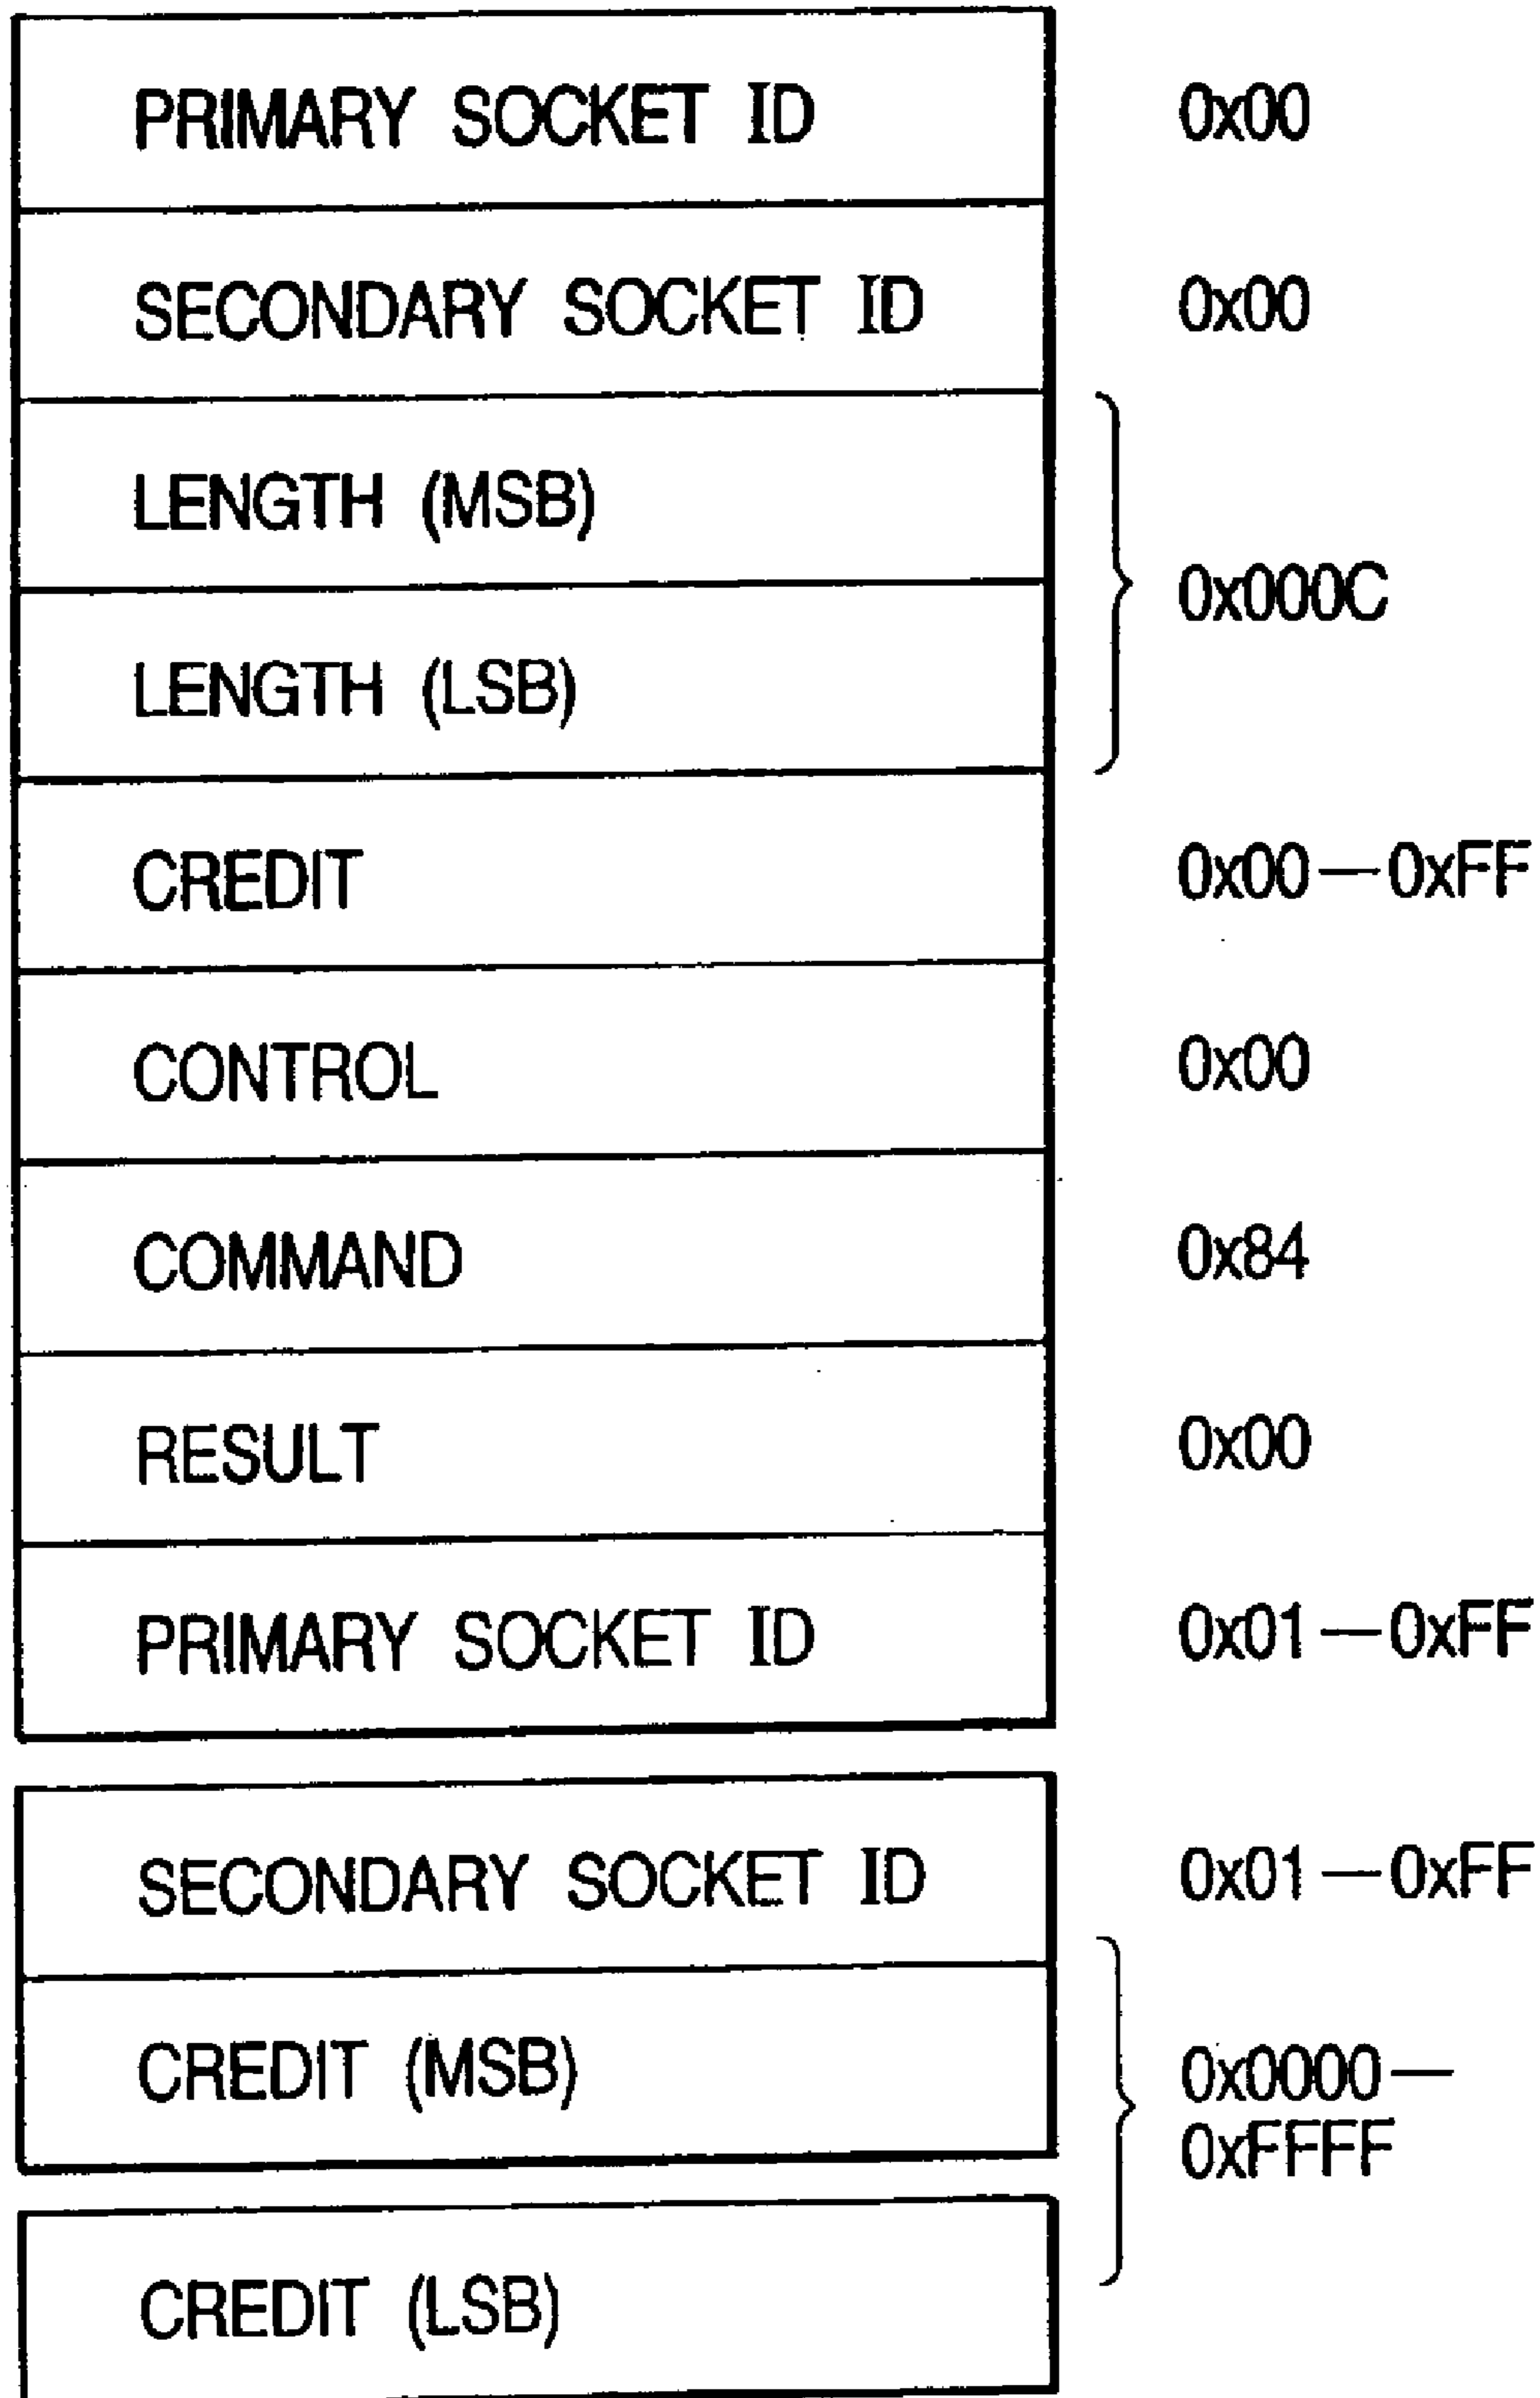 PRIMARY SOCKET ID 0x00
SECONDARY SOCKET ID 0x00
LENGTH (MSB)
0x000C
LENGTH (LSB)
CREDIT 0x00—0xFF
CONTROL 0x00
COMMAND 0x84
RESULT 0x00
PRIMARY SOCKET ID 0x01—0xFF
SECONDARY SOCKET ID 0x01—0xFF
CREDIT (MSB) 0x0000—
0xFFFF
CREDIT (LSB)